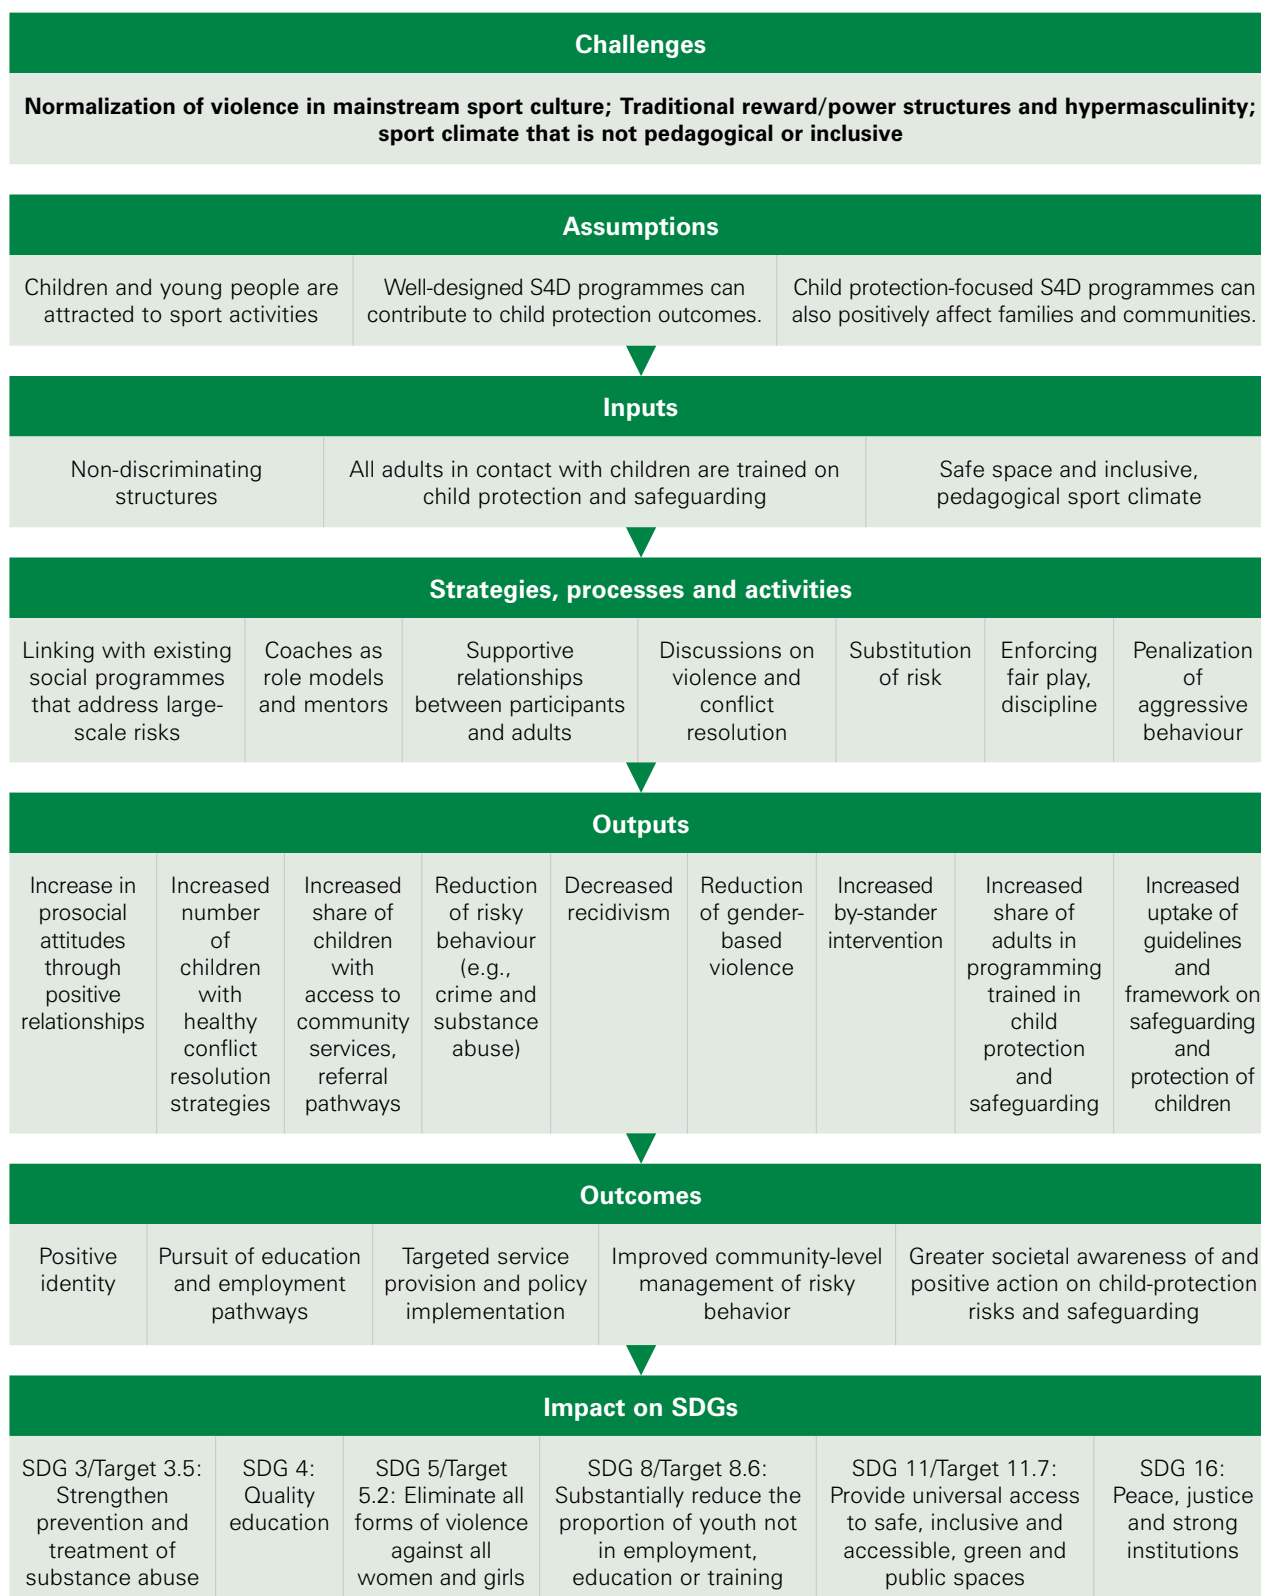 Challenges
Normalization of violence in mainstream sport culture; Traditional reward/power structures and hypermasculinity;
sport climate that is not pedagogical or inclusive
Assumptions
Children and young people are
attracted to sport activities
Well-designed S4D programmes can
contribute to child protection outcomes.
Child protection-focused S4D programmes can
also positively affect families and communities.
Inputs
Non-discriminating
structures
All adults in contact with children are trained on
child protection and safeguarding
Safe space and inclusive,
pedagogical sport climate
Strategies, processes and activities
Linking with existing
social programmes
that address large-
scale risks
Coaches as
role models
and mentors
Supportive
relationships
between participants
and adults
Discussions on
violence and
conflict
resolution
Substitution
of risk
Enforcing
fair play,
discipline
Penalization
of
aggressive
behaviour
Outputs
Increase in
prosocial
attitudes
through
positive
relationships
Increased
number
of
children
with
healthy
conflict
resolution
strategies
Increased
share of
children
with
access to
community
services,
referral
pathways
Reduction
of risky
behaviour
(e.g.,
crime and
substance
abuse)
Decreased
recidivism
Reduction
of gender-
based
violence
Increased
by-stander
intervention
Increased
share of
adults in
programming
trained in
child
protection
and
safeguarding
Increased
uptake of
guidelines
and
framework on
safeguarding
and
protection of
children
Outcomes
Positive
identity
Pursuit of education
and employment
pathways
Targeted service
provision and policy
implementation
Improved community-level
management of risky
behavior
Greater societal awareness of and
positive action on child-protection
risks and safeguarding
Impact on SDGs
SDG 3/Target 3.5:
Strengthen
prevention and
treatment of
substance abuse
SDG 4:
Quality
education
SDG 5/Target
5.2: Eliminate all
forms of violence
against all
women and girls
SDG 8/Target 8.6:
Substantially reduce the
proportion of youth not
in employment,
education or training
SDG 11/Target 11.7:
Provide universal access
to safe, inclusive and
accessible, green and
public spaces
SDG 16:
Peace, justice
and strong
institutions